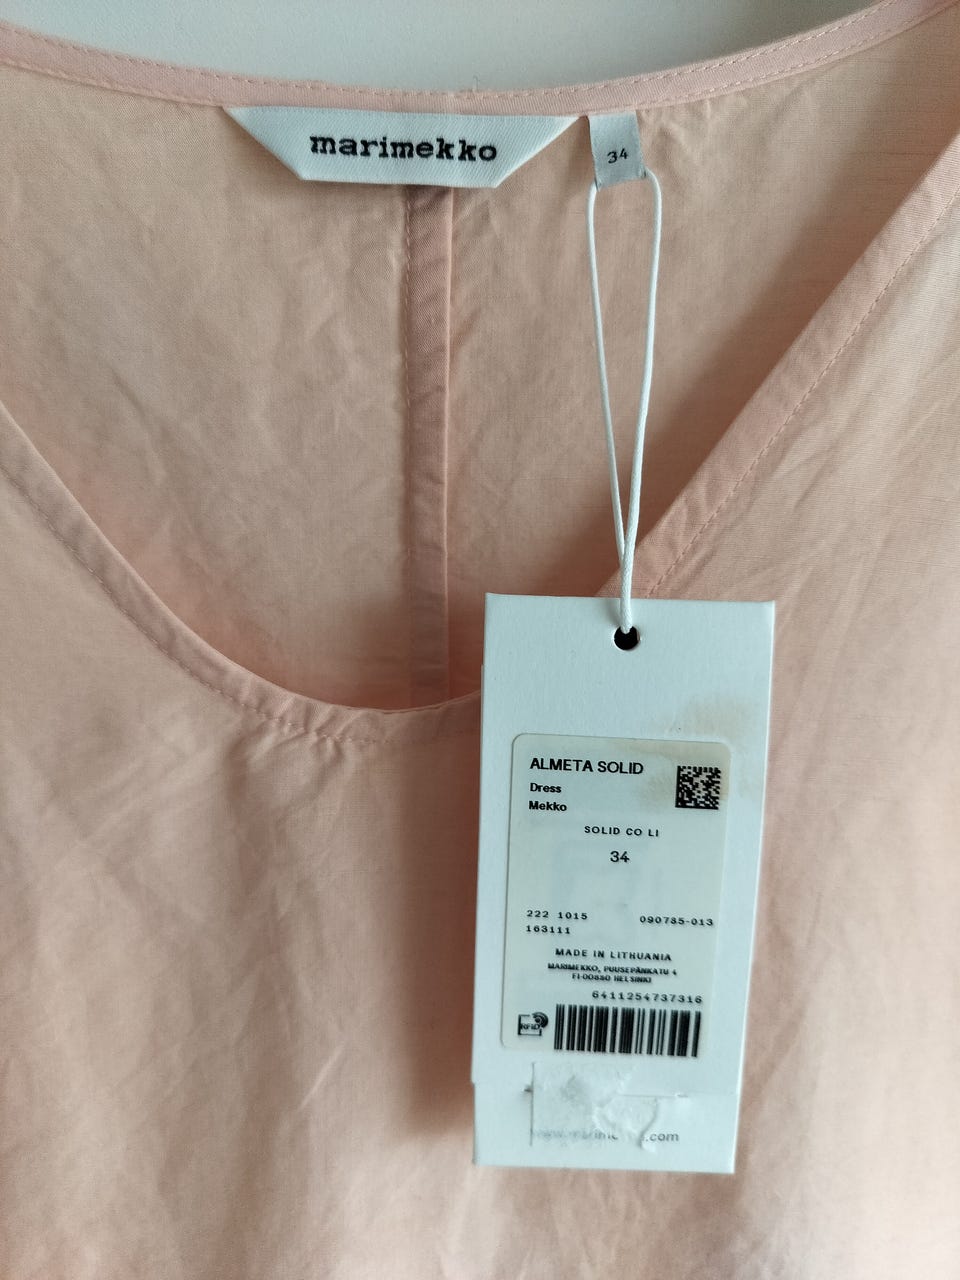 marimekko
34
ALMETA SOLID
Dress
Mekko
SOLID CO LI
34
222 1015 090785-013
163111
MADE IN LITHUANIA
MARIMEKKO, PUUSEPÄNKATU 4
FI-00880 HELSINKI
6411254737316
RFID
.com